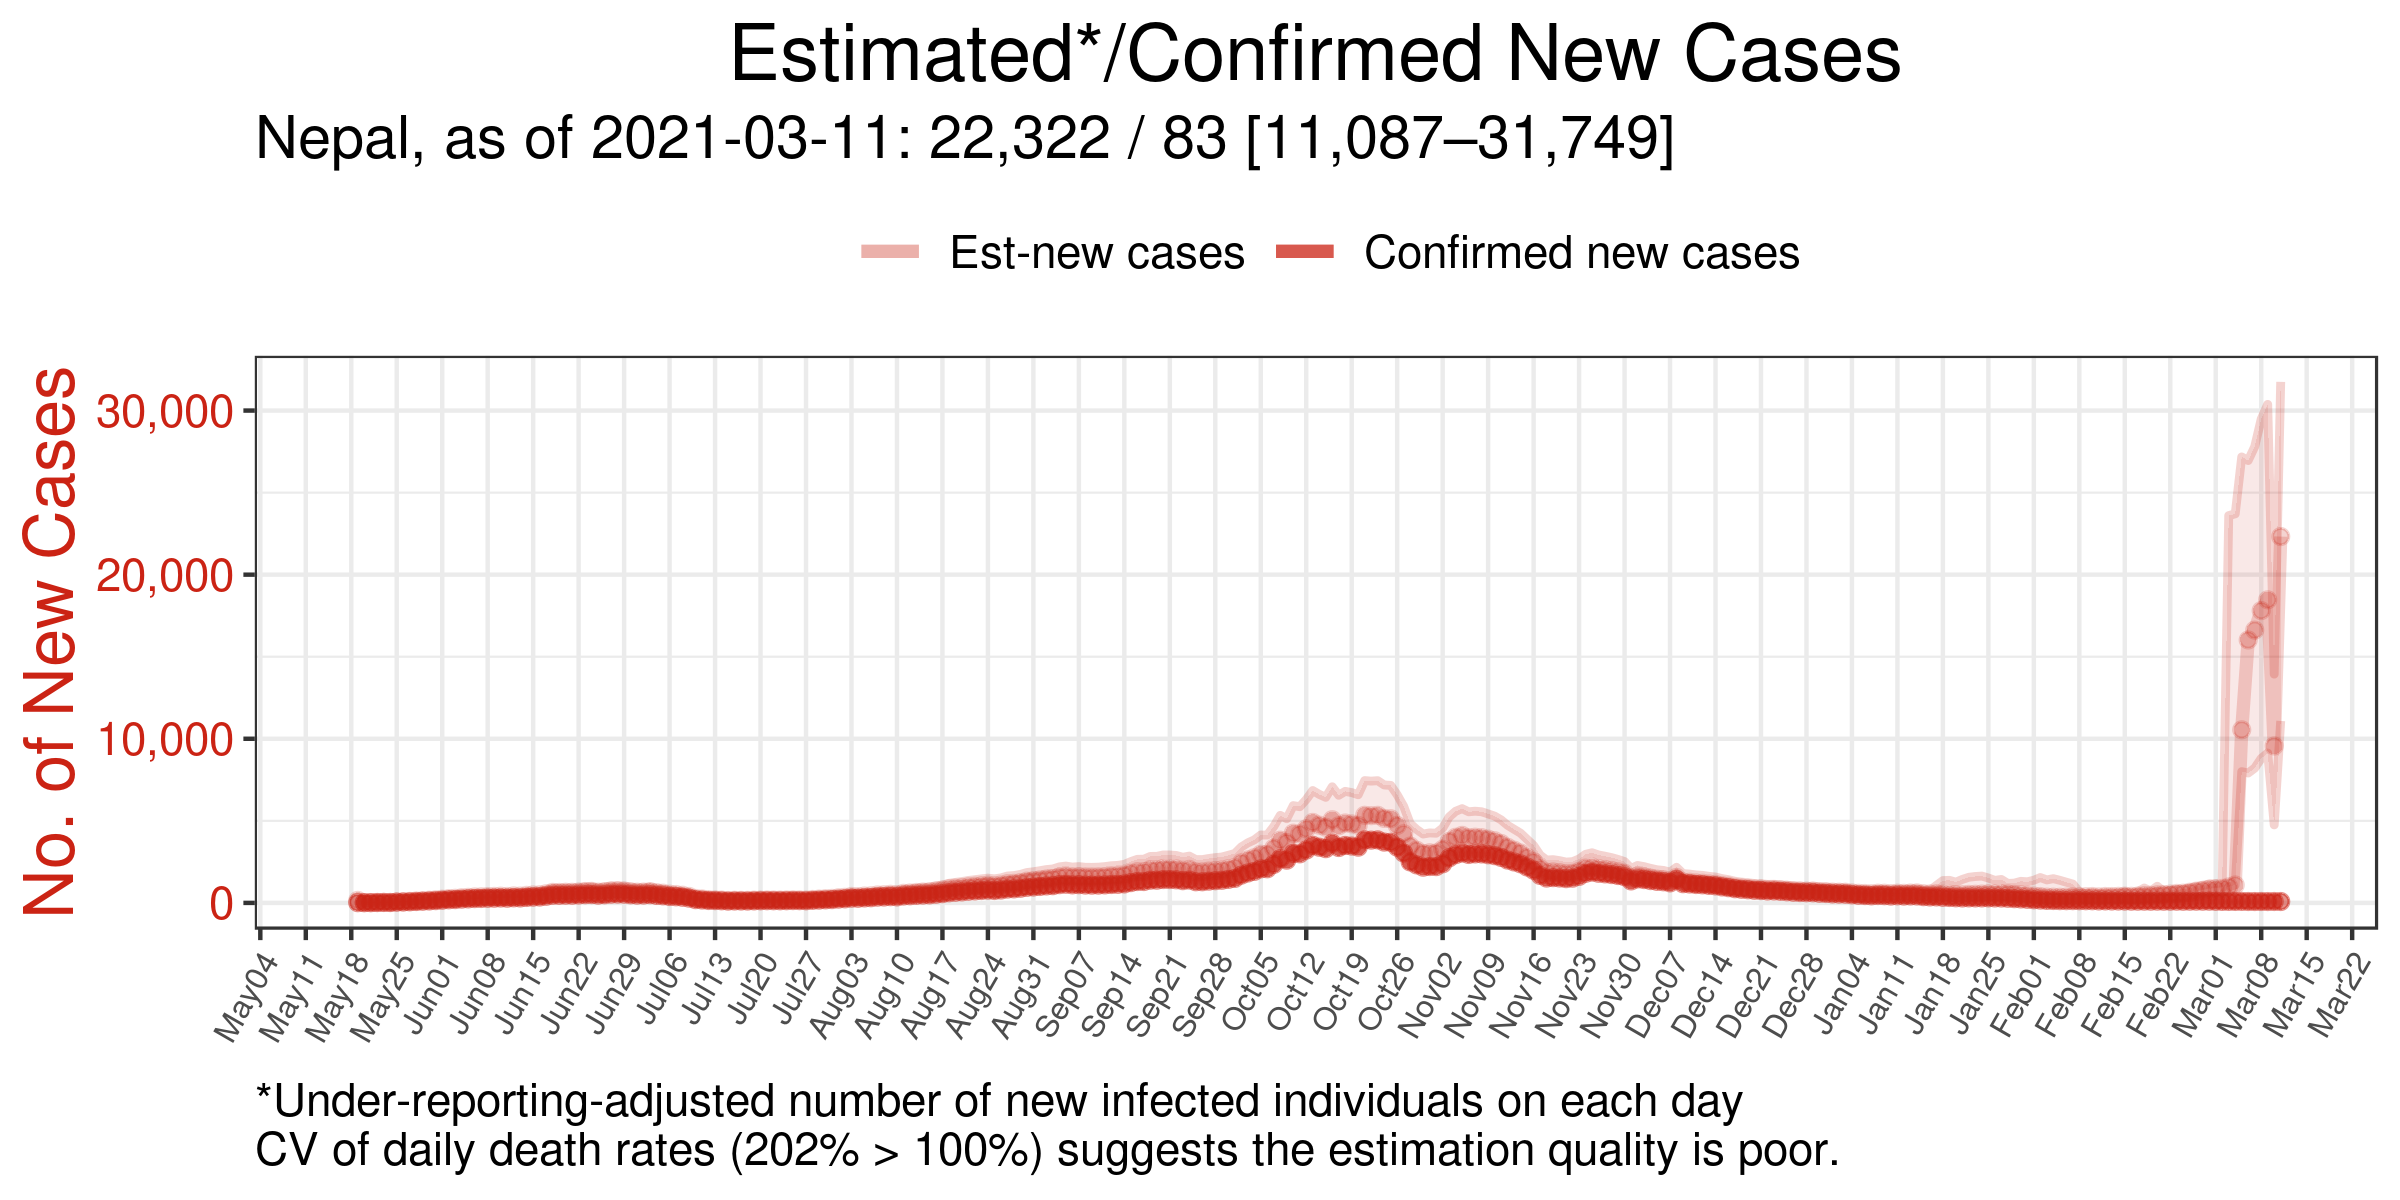 Estimated*/Confirmed New Cases
Nepal, as of 2021-03-11: 22,322 / 83 [11,087–31,749]
Est-new cases Confirmed new cases
No. of New Cases
30,000
20,000
10,000
0
May04 May11 May18 May25 Jun01 Jun08 Jun15 Jun22 Jun29 Jul06 Jul13 Jul20 Jul27 Aug03 Aug10 Aug17 Aug24 Aug31 Sep07 Sep14 Sep21 Sep28 Oct05 Oct12 Oct19 Oct26 Nov02 Nov09 Nov16 Nov23 Nov30 Dec07 Dec14 Dec21 Dec28 Jan04 Jan11 Jan18 Jan25 Feb01 Feb08 Feb15 Feb22 Mar01 Mar08 Mar15 Mar22
*Under-reporting-adjusted number of new infected individuals on each day
CV of daily death rates (202% > 100%) suggests the estimation quality is poor.